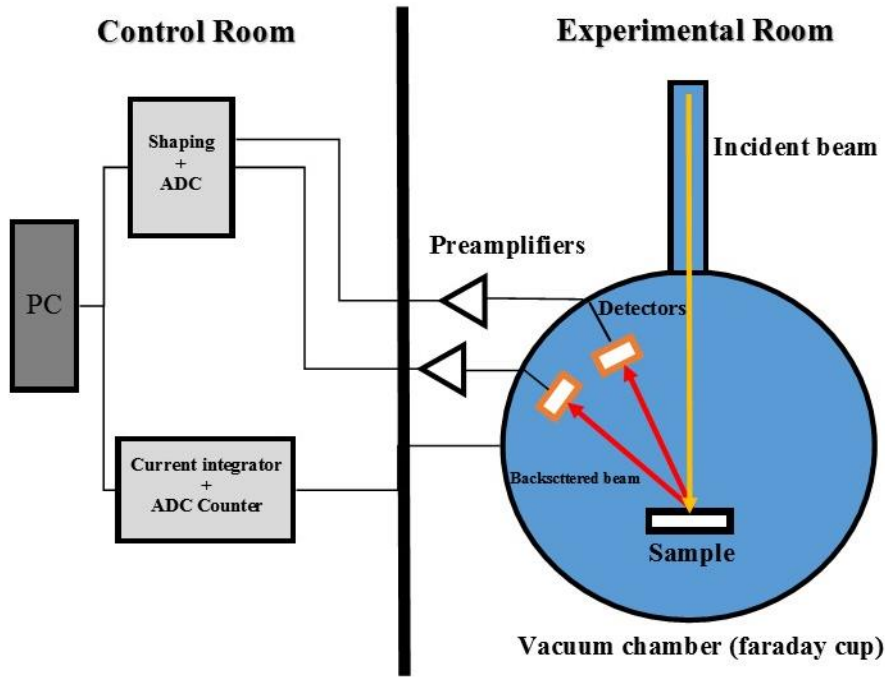 Control Room
Experimental Room
Shaping
+
ADC
Incident beam
Preamplifiers
PC
Detectors
Current integrator
+
ADC Counter
Backscttered beam
Sample
Vacuum chamber (faraday cup)